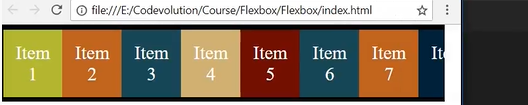 file:///E:/Codevolution/Course/Flexbox/Flexbox/index.html
Item 1
Item 2
Item 3
Item 4
Item 5
Item 6
Item 7